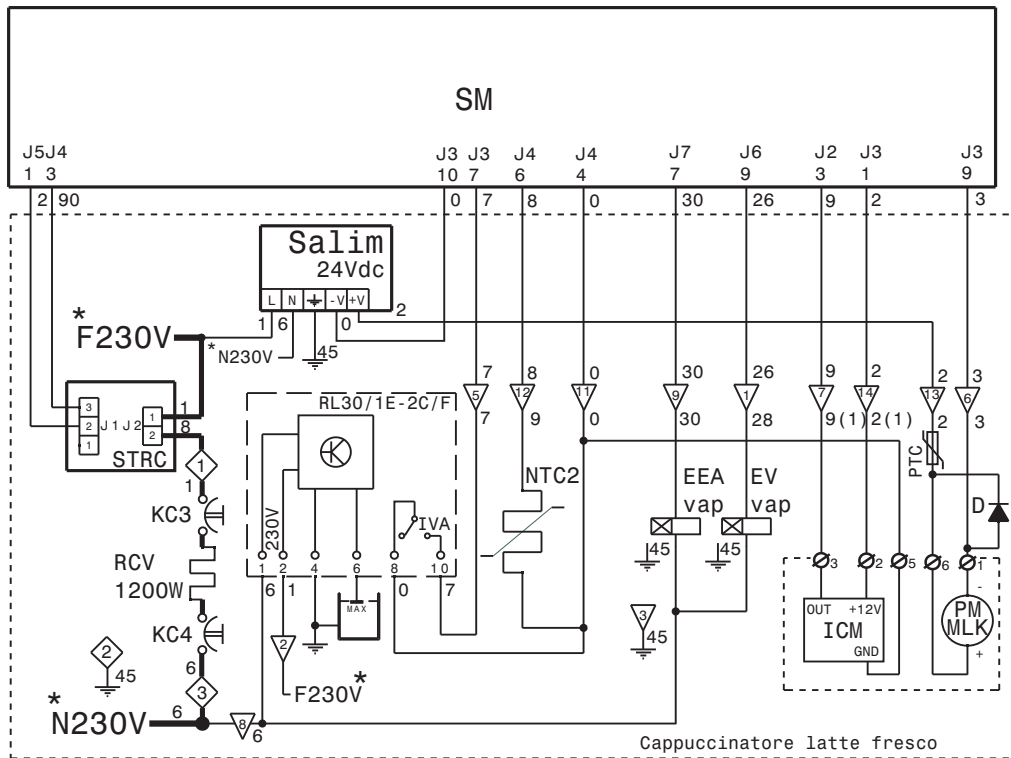 SM
J5 J4 J3 J3 J4 J4 J7 J6 J2 J3 J3
1 3 10 7 6 4 7 9 3 1 9
2 90 0 7 8 0 30 26 9 2 3
Salim
24Vdc
L N -V +V
1 6 0 2
45
* F230V
*N230V
7 8 0 30 26 9 2 2 3
5 12 11 9 1 7 14 13 6
7 9 0 30 28 9(1) 2(1) 2 3
RL30/1E-2C/F
3 2 1 J1 J2 1 2
1
8
STRC
1
1
KC3
RCV
1200W
KC4
6
3
2
45
230V
IVA
1 2 4 6 8 10
6 1 MAX 0 7
2
F230V*
NTC2
EEA
vap
45
EV
vap
45
3
45
PTC
D
3 2 5 6 1
OUT +12V
ICM
GND
-
PM
MLK
+
* N230V
6
8
6
Cappuccinatore latte fresco